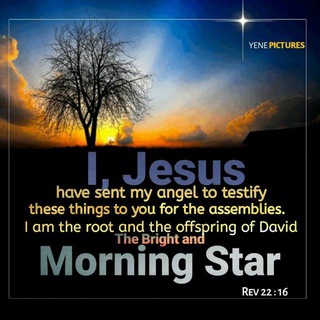 YENE PICTURES
I, Jesus
have sent my angel to testify
these things to you for the assemblies.
I am the root and the offspring of David
The Bright and
Morning Star
REV 22 : 16